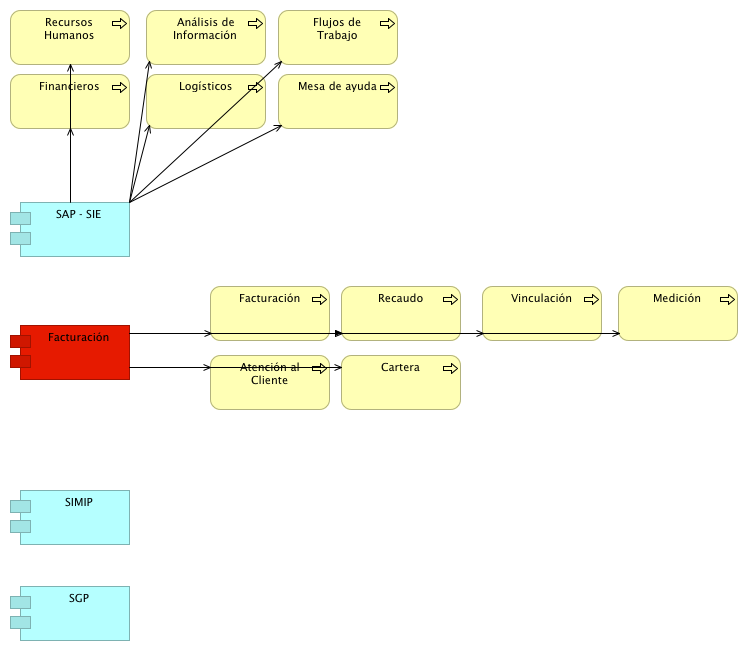 Recursos
Humanos
Análisis de
Información
Flujos de
Trabajo
Financieros
Logísticos
Mesa de ayuda
SAP - SIE
Facturación
Recaudo
Vinculación
Medición
Facturación
Atención al
Cliente
Cartera
SIMIP
SGP